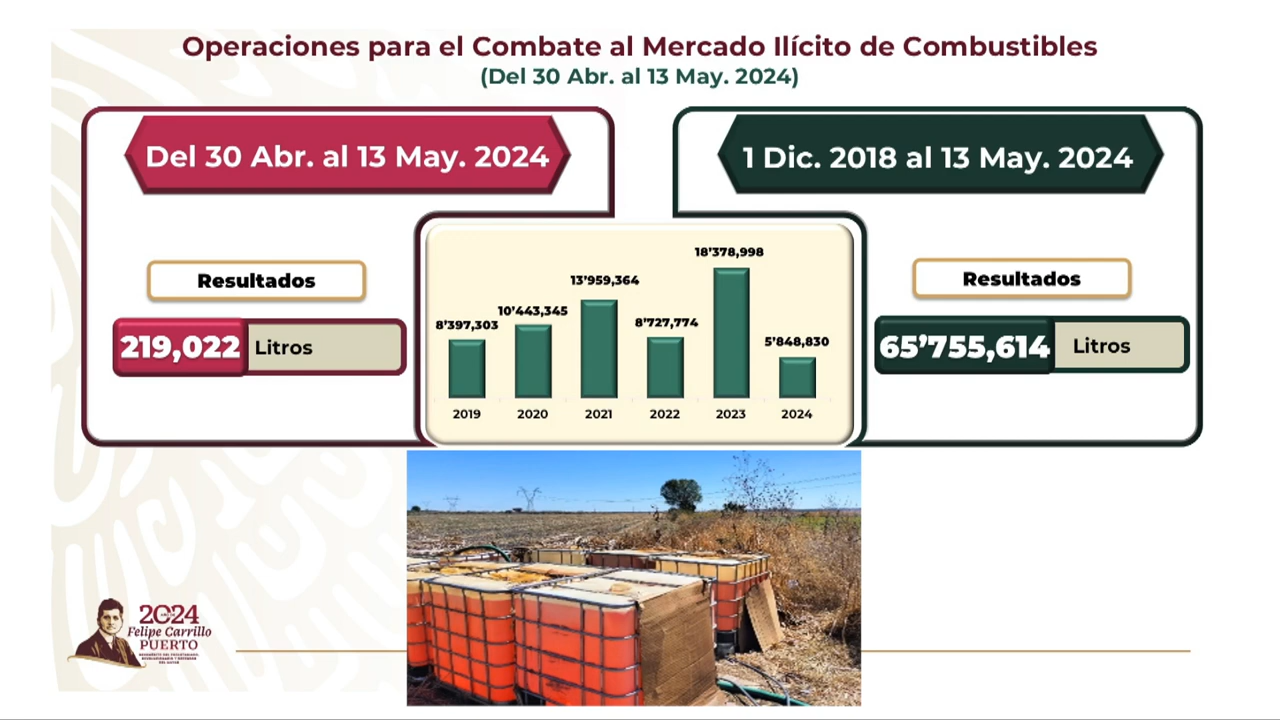 Operaciones para el Combate al Mercado Ilícito de Combustibles
(Del 30 Abr. al 13 May. 2024)
Del 30 Abr. al 13 May. 2024
Resultados
219,022 Litros
18'378,998
13'959,364
10'443,345
8'397,303
8'727,774
5'848,830
2019 2020 2021 2022 2023 2024
1 Dic. 2018 al 13 May. 2024
Resultados
65’755,614 Litros
2024
Felipe Carrillo
PUERTO